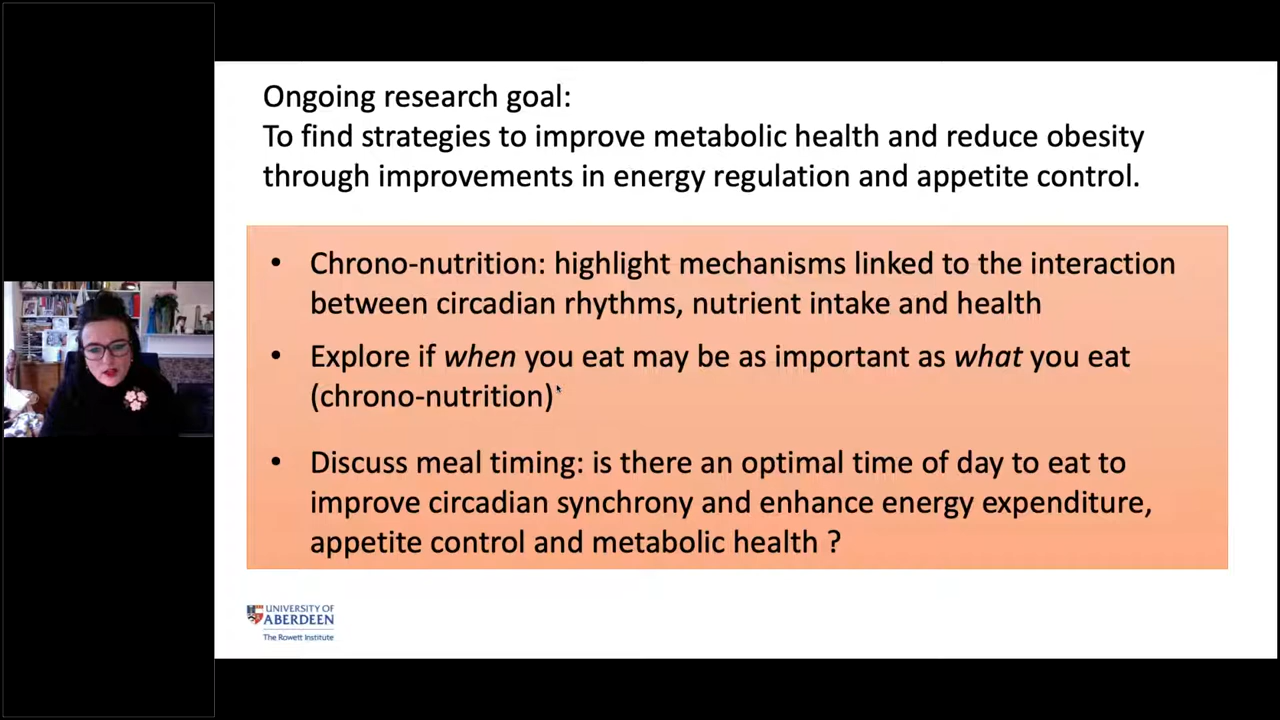 Ongoing research goal:
To find strategies to improve metabolic health and reduce obesity
through improvements in energy regulation and appetite control.
• Chrono-nutrition: highlight mechanisms linked to the interaction
between circadian rhythms, nutrient intake and health
• Explore if when you eat may be as important as what you eat
(chrono-nutrition)
• Discuss meal timing: is there an optimal time of day to eat to
improve circadian synchrony and enhance energy expenditure,
appetite control and metabolic health ?
UNIVERSITY OF
ABERDEEN
The Rowett Institute